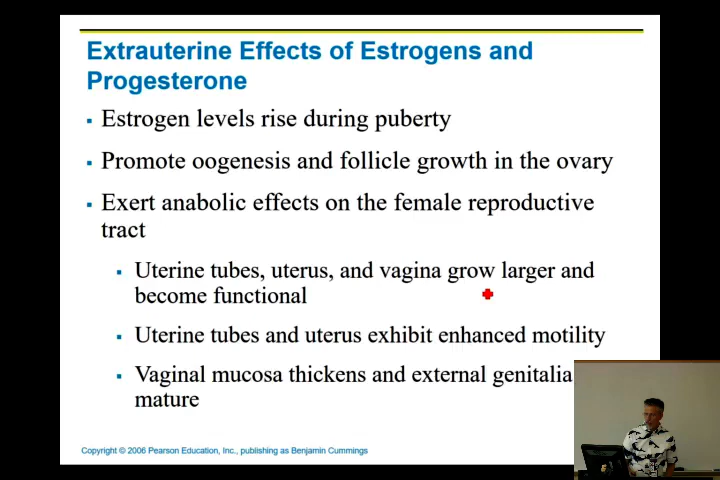 Extrauterine Effects of Estrogens and
Progesterone
▪ Estrogen levels rise during puberty
▪ Promote oogenesis and follicle growth in the ovary
▪ Exert anabolic effects on the female reproductive
tract
▪ Uterine tubes, uterus, and vagina grow larger and
become functional
▪ Uterine tubes and uterus exhibit enhanced motility
▪ Vaginal mucosa thickens and external genitalia
mature
Copyright © 2006 Pearson Education, Inc., publishing as Benjamin Cummings